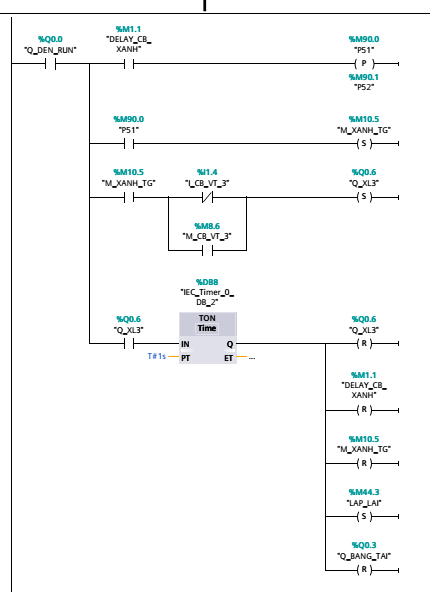 %Q0.0
"Q_DEN_RUN"
%M1.1
"DELAY_CB_
XANH"
%M90.0
"P51"
P
%M90.1
"P52"
%M90.0
"P51"
%M10.5
"M_XANH_TG"
S
%M10.5
"M_XANH_TG"
%I1.4
"I_CB_VT_3"
%Q0.6
"Q_XL3"
S
%M8.6
"M_CB_VT_3"
%DB8
"IEC_Timer_0_
DB_2"
%Q0.6
"Q_XL3"
TON
Time
IN
Q
T#1s
PT
ET
...
%Q0.6
"Q_XL3"
R
%M1.1
"DELAY_CB_
XANH"
R
%M10.5
"M_XANH_TG"
R
%M44.3
"LAP_LAI"
S
%Q0.3
"Q_BANG_TAI"
R